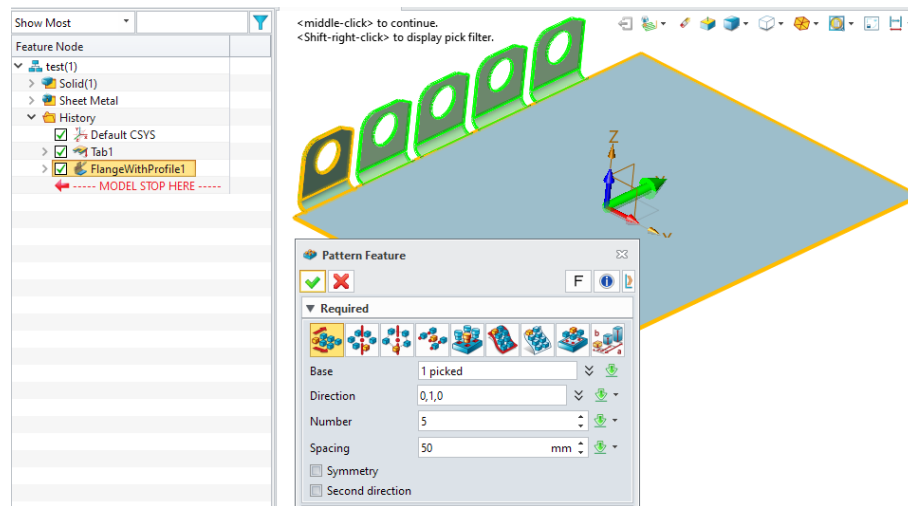 Show Most
Feature Node
test(1)
Solid(1)
Sheet Metal
History
Default CSYS
Tab1
FlangeWithProfile1
----- MODEL STOP HERE -----
<middle-click> to continue.
<Shift-right-click> to display pick filter.
Z
Pattern Feature
F
Required
b
a
Base 1 picked
Direction 0,1,0
Number 5
Spacing 50 mm
Symmetry
Second direction